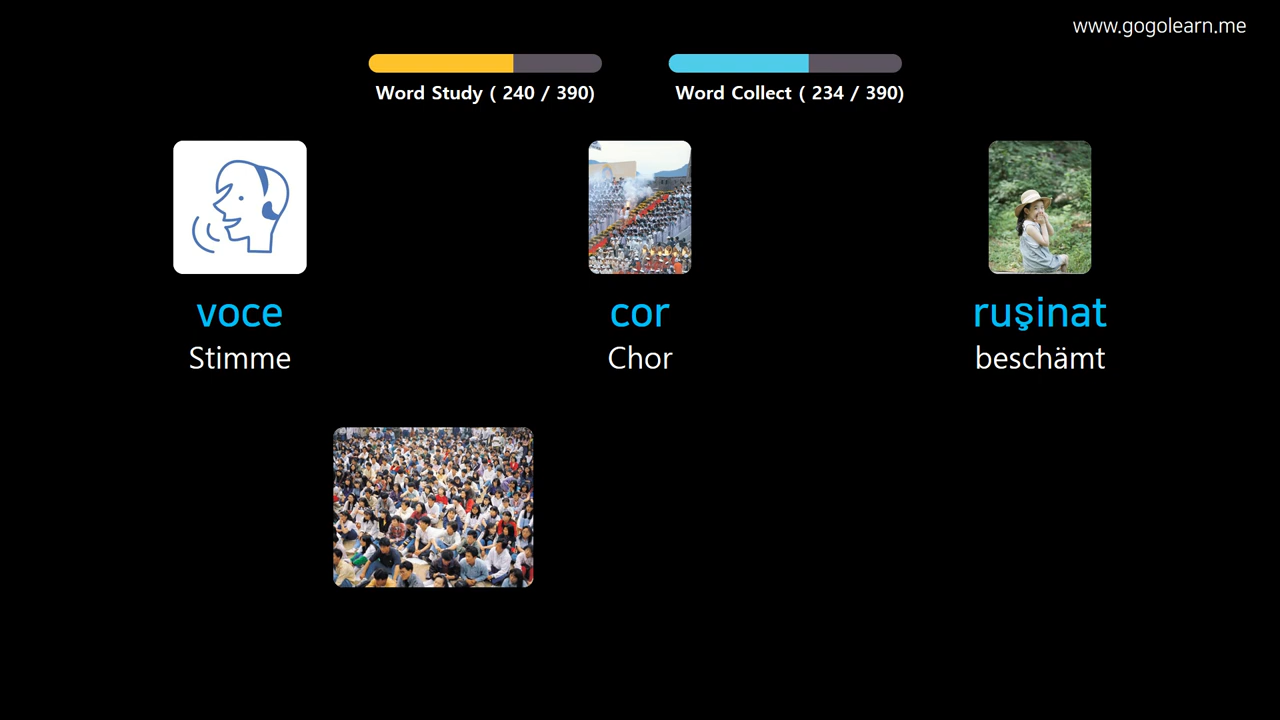 www.gogolearn.me
Word Study ( 240 / 390)
Word Collect ( 234 / 390)
voce
cor
ruşinat
Stimme
Chor
beschämt